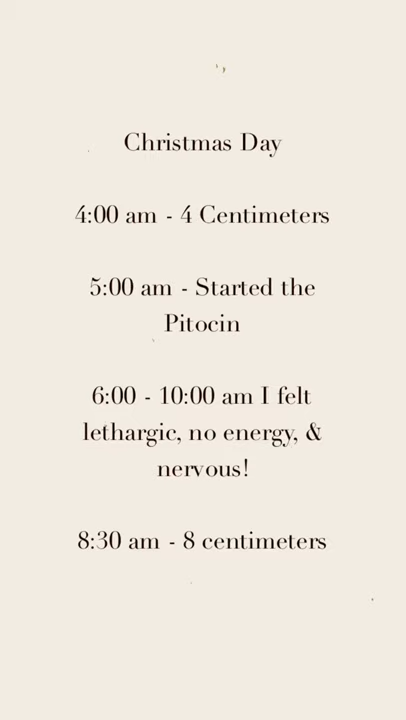 Christmas Day
4:00 am - 4 Centimeters
5:00 am - Started the
Pitocin
6:00 - 10:00 am I felt
lethargic, no energy, &
nervous!
8:30 am - 8 centimeters